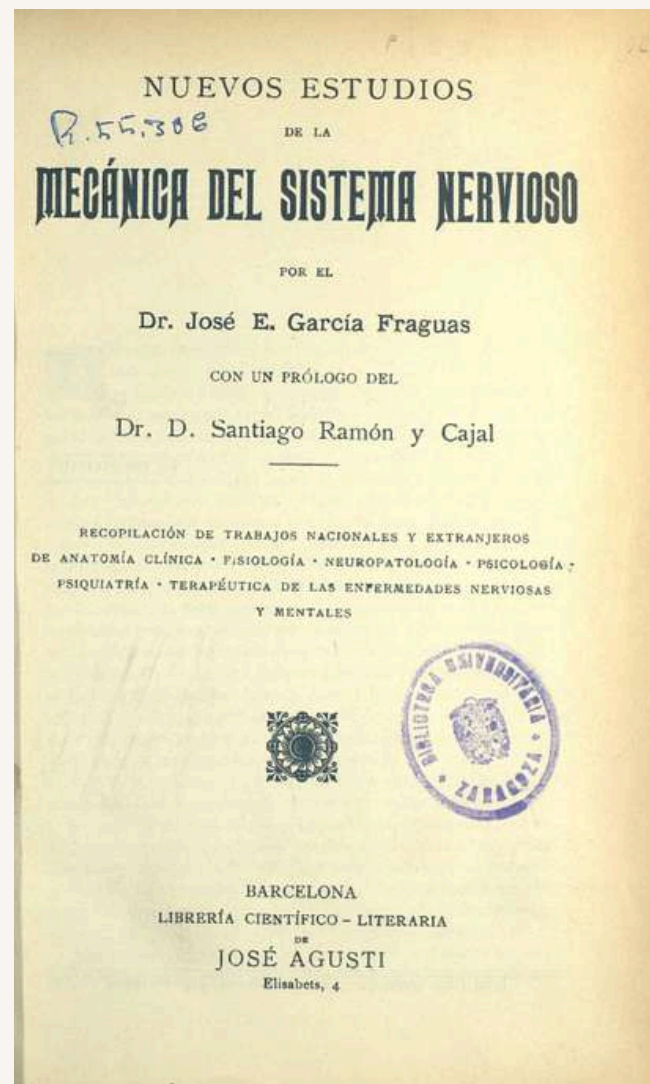 NUEVOS ESTUDIOS
R.55.306
DE LA
MECÁNICA DEL SISTEMA NERVIOSO
POR EL
Dr. José E. García Fraguas
CON UN PRÓLOGO DEL
Dr. D. Santiago Ramón y Cajal
RECOPILACIÓN DE TRABAJOS NACIONALES Y EXTRANJEROS
DE ANATOMÍA CLÍNICA · FISIOLOGÍA · NEUROPATOLOGÍA · PSICOLOGÍA ·
PSIQUIATRÍA · TERAPÉUTICA DE LAS ENFERMEDADES NERVIOSAS
Y MENTALES
BIBLIOTECA UNIVERSITARIA
· ZARAGOZA ·
BARCELONA
LIBRERÍA CIENTÍFICO - LITERARIA
DE
JOSÉ AGUSTI
Elisabets, 4